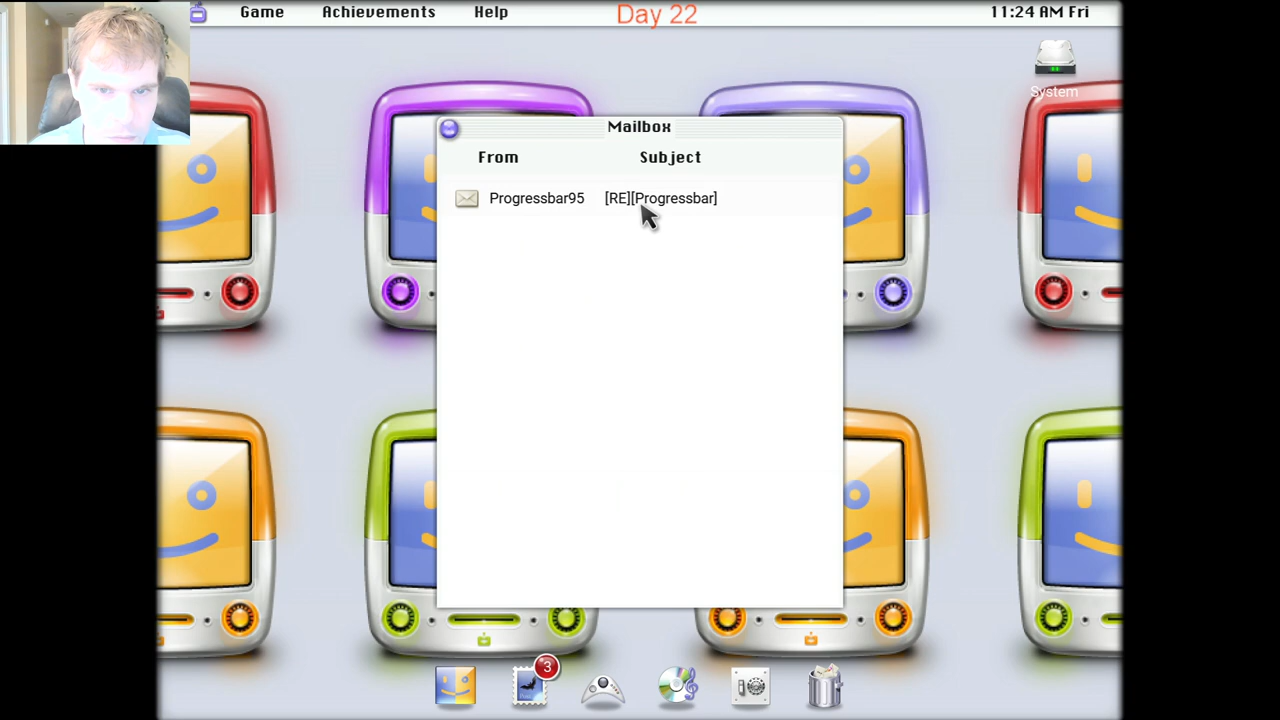 Game Achievements Help Day 22 11:24 AM Fri
System
Mailbox
From Subject
Progressbar95 [RE][Progressbar]
3